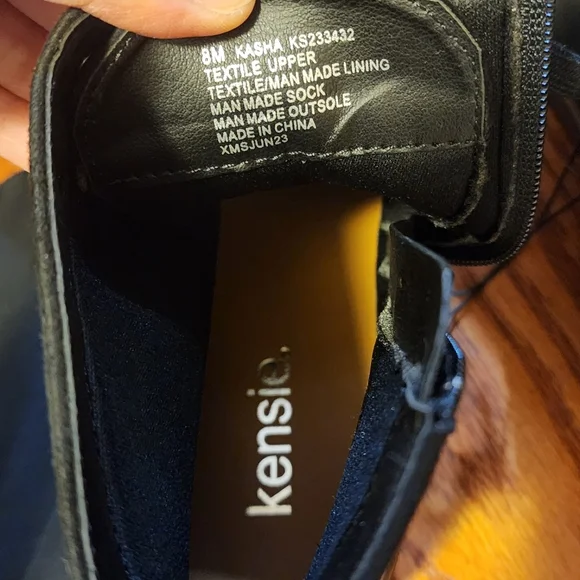 8M KASHA KS233432
TEXTILE UPPER
TEXTILE/MAN MADE LINING
MAN MADE SOCK
MAN MADE OUTSOLE
MADE IN CHINA
XMSJUN23
kensie.